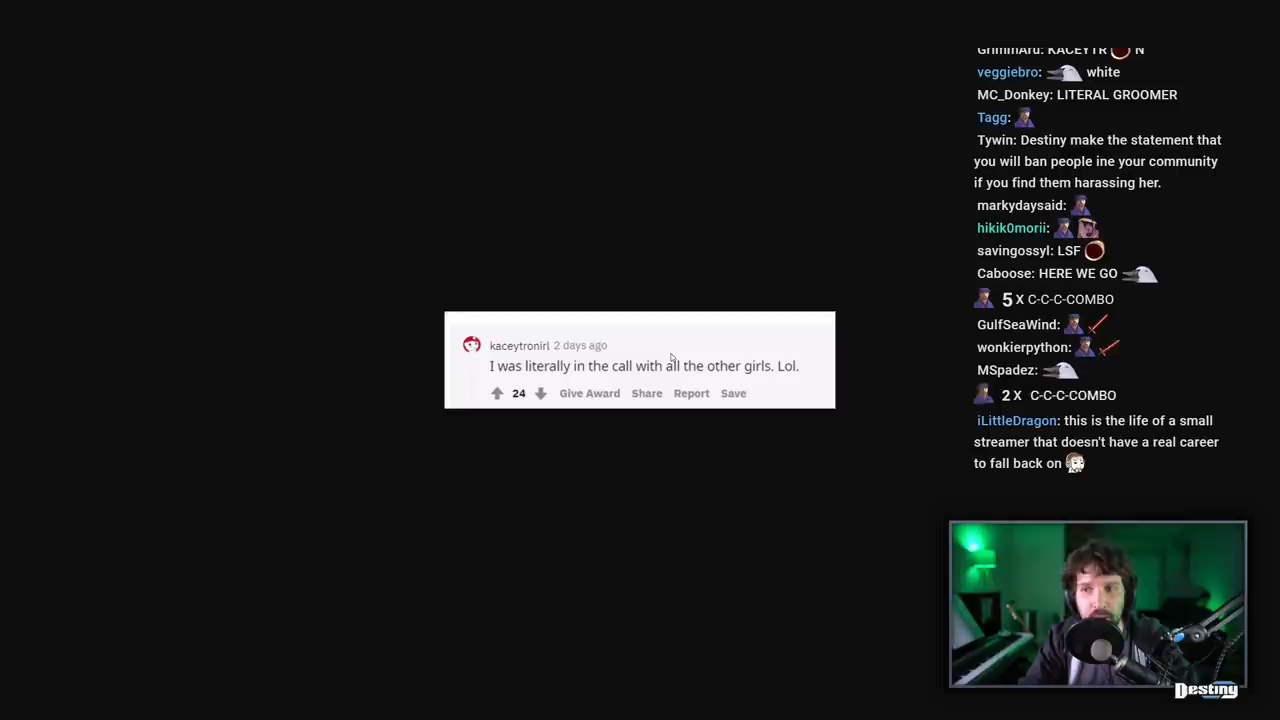 kaceytronirl 2 days ago
I was literally in the call with all the other girls. Lol.
24 Give Award Share Report Save
veggiebro: white
MC_Donkey: LITERAL GROOMER
Tagg:
Tywin: Destiny make the statement that
you will ban people ine your community
if you find them harassing her.
markydaysaid:
hikik0morii:
savingossyl: LSF
Caboose: HERE WE GO
5 X C-C-C-COMBO
GulfSeaWind:
wonkierpython:
MSpadez:
2 X C-C-C-COMBO
iLittleDragon: this is the life of a small
streamer that doesn't have a real career
to fall back on
Destiny